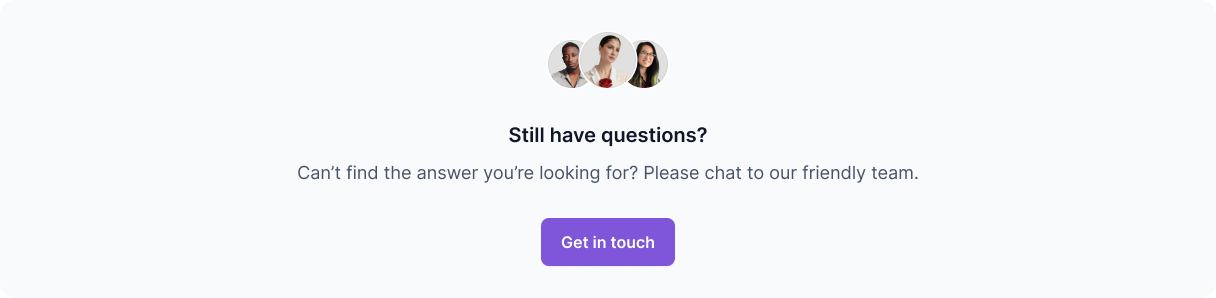 Still have questions?
Can’t find the answer you’re looking for? Please chat to our friendly team.
Get in touch